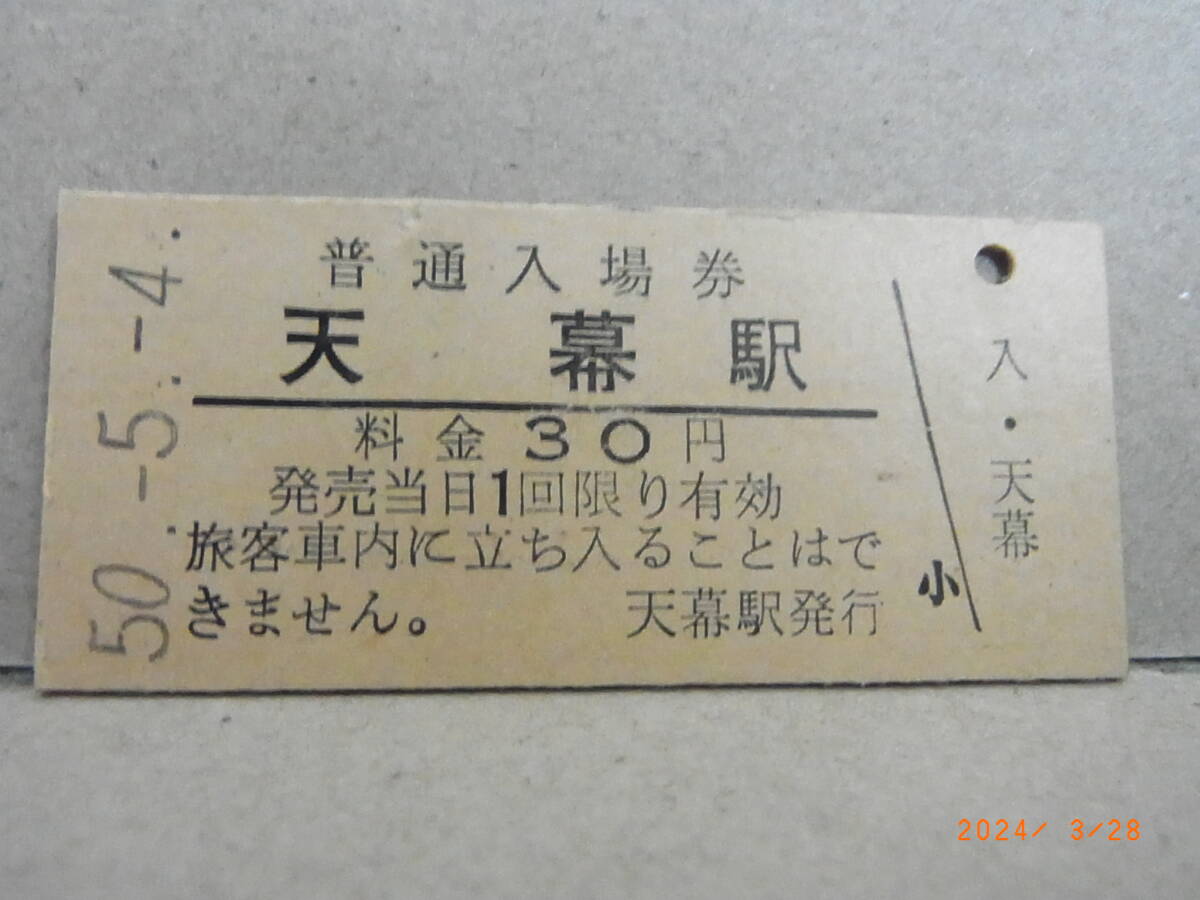 50.-5.-4.
普通入場券
天幕駅
料金30円
発売当日1回限り有効
旅客車内に立ち入ることはで
きません。 天幕駅発行
小
入・天幕
2024/ 3/28